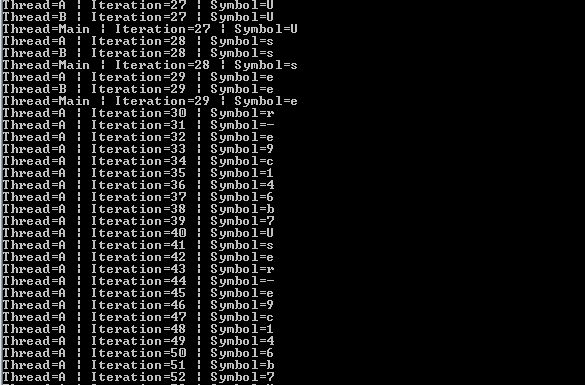 Thread=A ¦ Iteration=27 ¦ Symbol=U
Thread=B ¦ Iteration=27 ¦ Symbol=U
Thread=Main ¦ Iteration=27 ¦ Symbol=U
Thread=A ¦ Iteration=28 ¦ Symbol=s
Thread=B ¦ Iteration=28 ¦ Symbol=s
Thread=Main ¦ Iteration=28 ¦ Symbol=s
Thread=A ¦ Iteration=29 ¦ Symbol=e
Thread=B ¦ Iteration=29 ¦ Symbol=e
Thread=Main ¦ Iteration=29 ¦ Symbol=e
Thread=A ¦ Iteration=30 ¦ Symbol=r
Thread=A ¦ Iteration=31 ¦ Symbol=-
Thread=A ¦ Iteration=32 ¦ Symbol=e
Thread=A ¦ Iteration=33 ¦ Symbol=9
Thread=A ¦ Iteration=34 ¦ Symbol=c
Thread=A ¦ Iteration=35 ¦ Symbol=1
Thread=A ¦ Iteration=36 ¦ Symbol=4
Thread=A ¦ Iteration=37 ¦ Symbol=6
Thread=A ¦ Iteration=38 ¦ Symbol=b
Thread=A ¦ Iteration=39 ¦ Symbol=7
Thread=A ¦ Iteration=40 ¦ Symbol=U
Thread=A ¦ Iteration=41 ¦ Symbol=s
Thread=A ¦ Iteration=42 ¦ Symbol=e
Thread=A ¦ Iteration=43 ¦ Symbol=r
Thread=A ¦ Iteration=44 ¦ Symbol=-
Thread=A ¦ Iteration=45 ¦ Symbol=e
Thread=A ¦ Iteration=46 ¦ Symbol=9
Thread=A ¦ Iteration=47 ¦ Symbol=c
Thread=A ¦ Iteration=48 ¦ Symbol=1
Thread=A ¦ Iteration=49 ¦ Symbol=4
Thread=A ¦ Iteration=50 ¦ Symbol=6
Thread=A ¦ Iteration=51 ¦ Symbol=b
Thread=A ¦ Iteration=52 ¦ Symbol=7